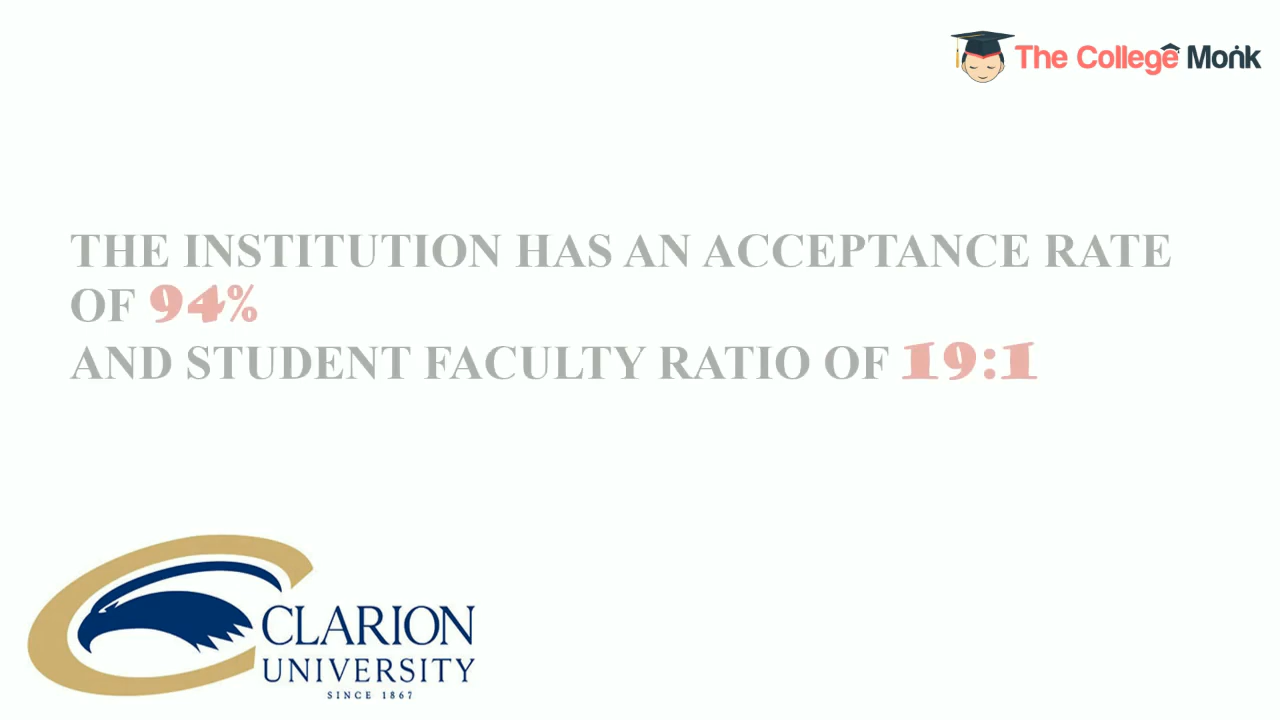 The College Monk
THE INSTITUTION HAS AN ACCEPTANCE RATE
OF 94%
AND STUDENT FACULTY RATIO OF 19:1
CLARION
UNIVERSITY
SINCE 1867